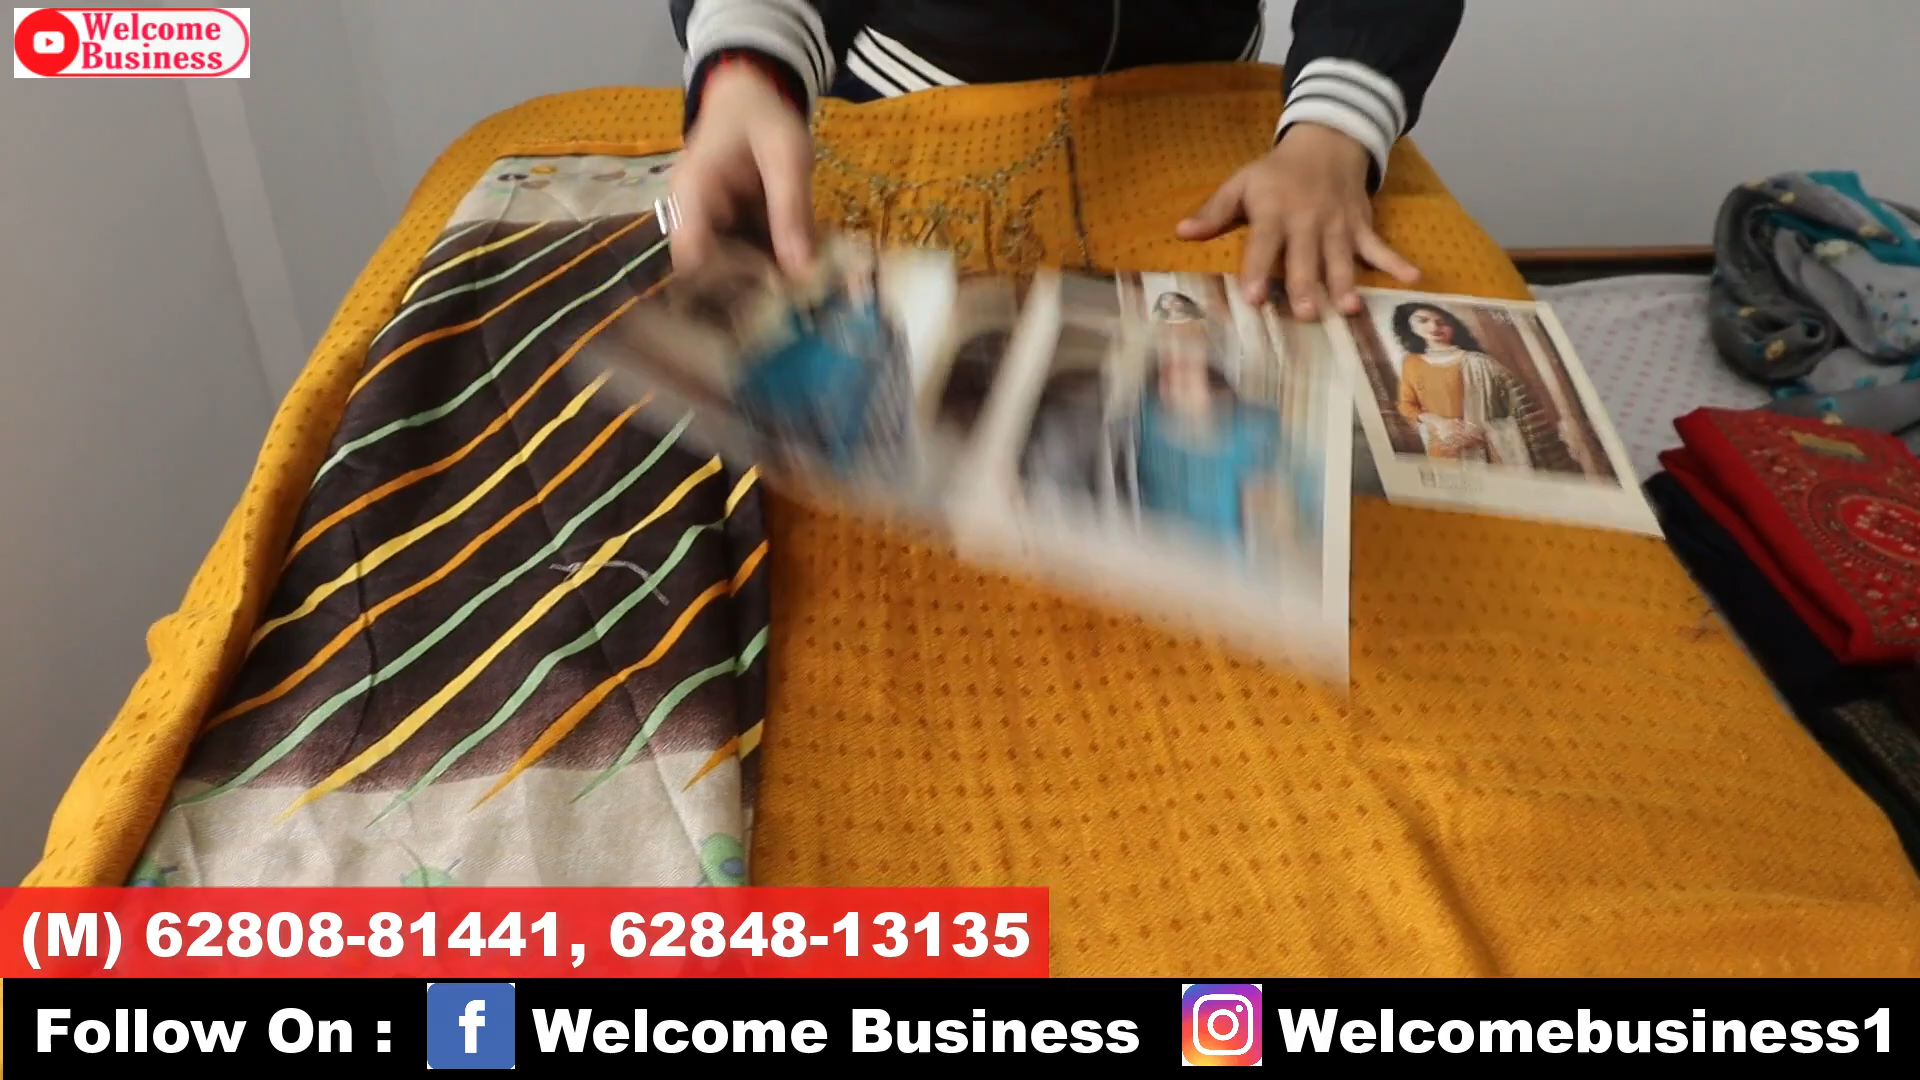 Welcome
Business
(M) 62808-81441, 62848-13135
Follow On : f Welcome Business Welcomebusiness1